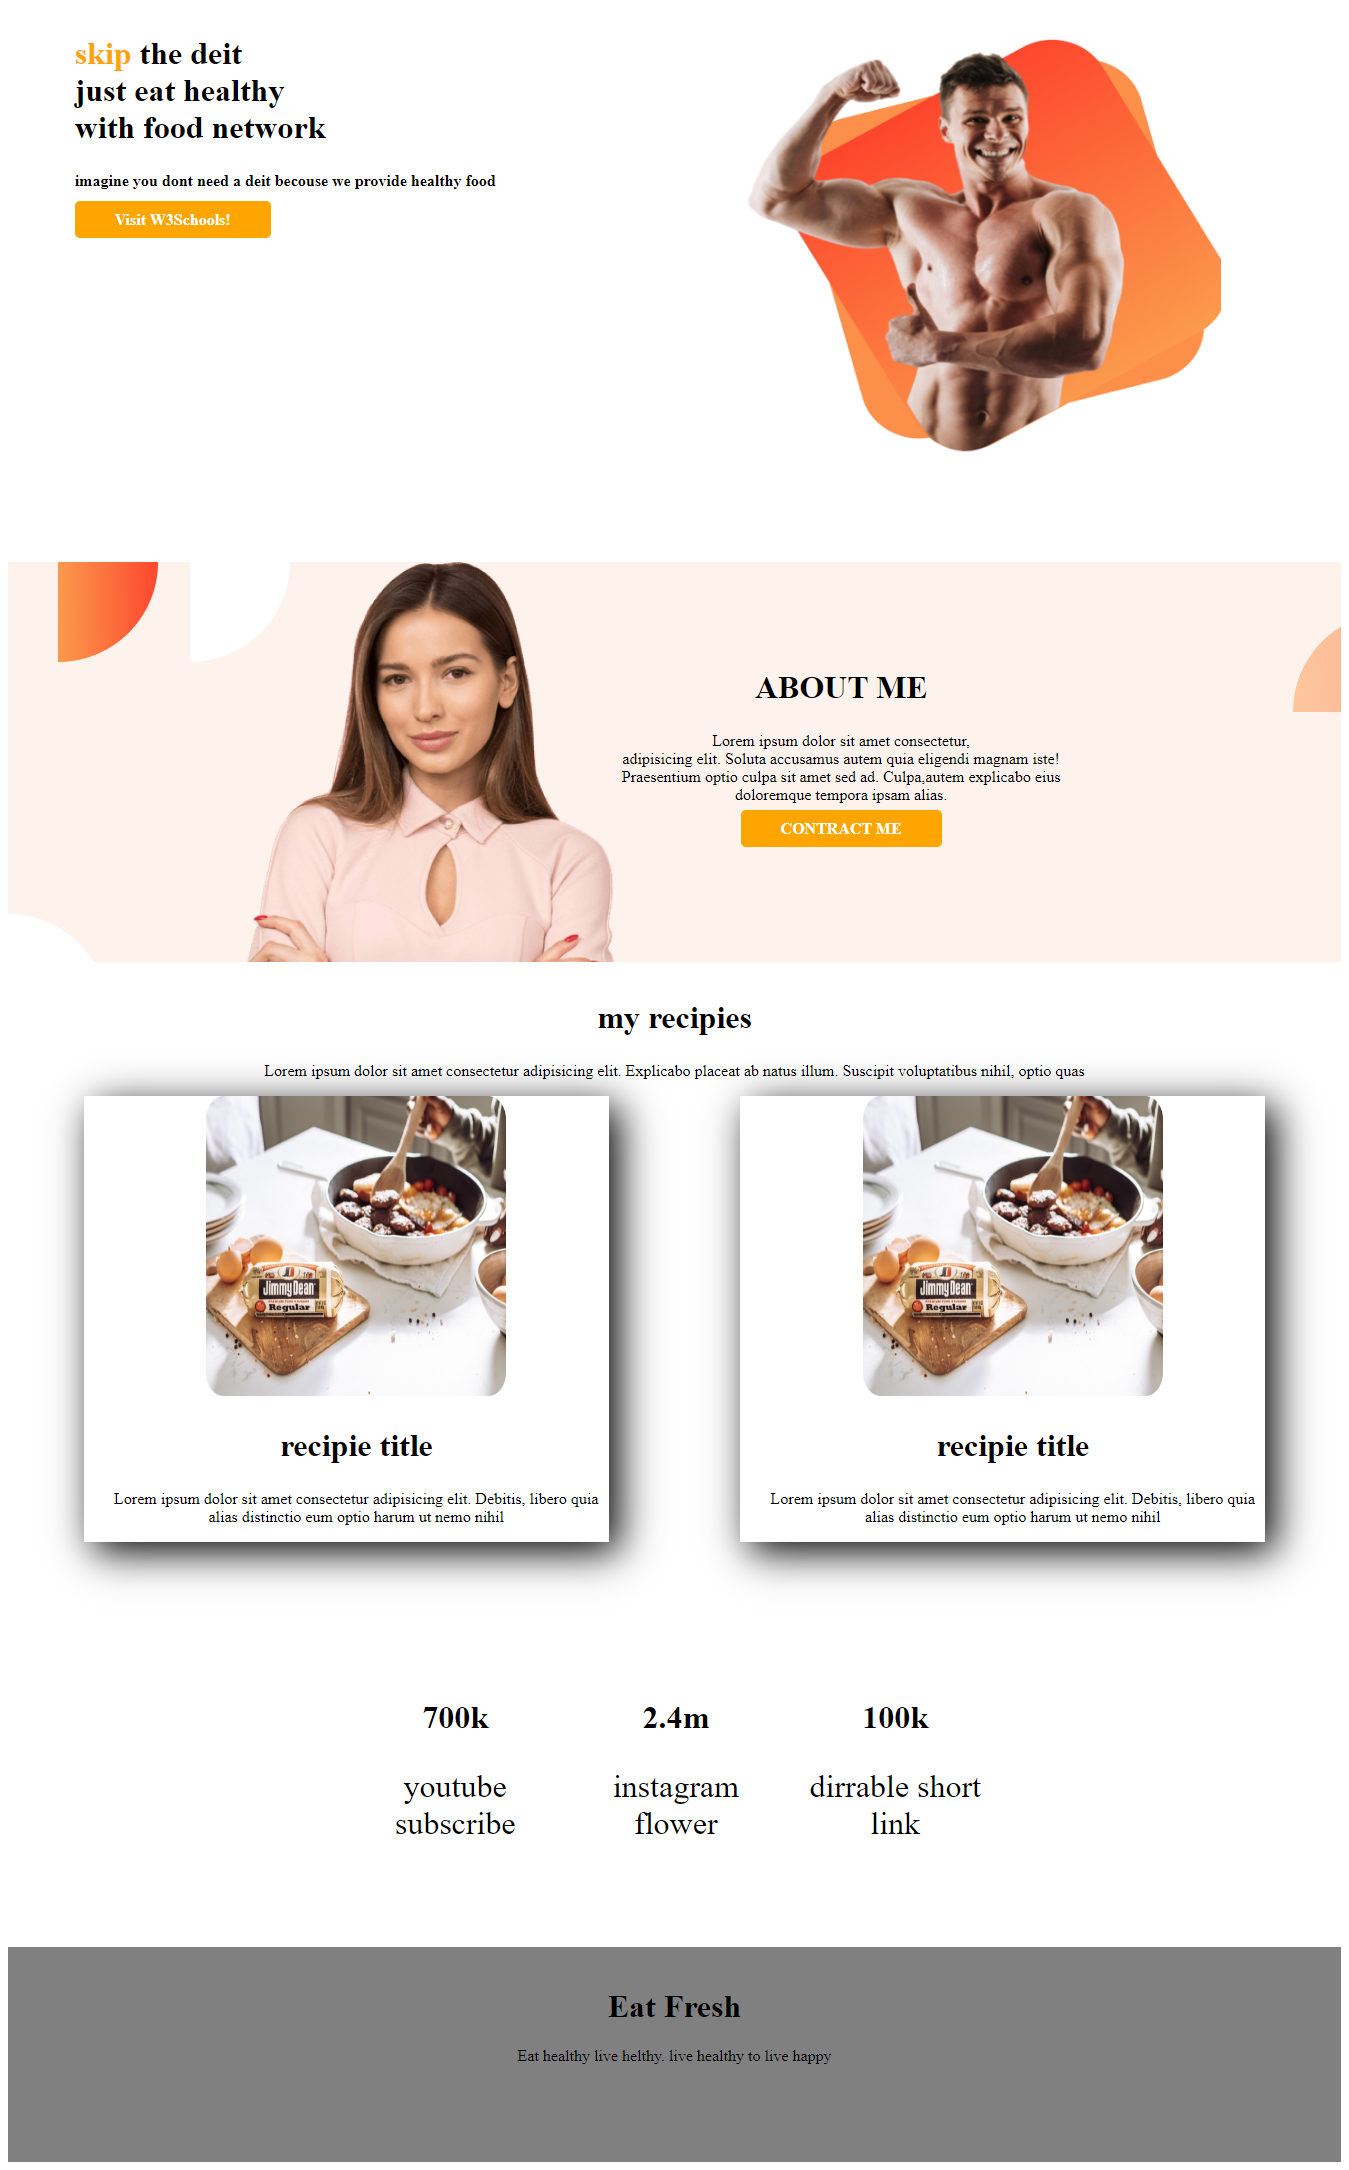 skip the deit
just eat healthy
with food network
imagine you dont need a deit becouse we provide healthy food
Visit W3Schools!
ABOUT ME
Lorem ipsum dolor sit amet consectetur,
adipisicing elit. Soluta accusamus autem quia eligendi magnam iste!
Praesentium optio culpa sit amet sed ad. Culpa,autem explicabo eius
doloremque tempora ipsam alias.
CONTRACT ME
my recipies
Lorem ipsum dolor sit amet consectetur adipisicing elit. Explicabo placeat ab natus illum. Suscipit voluptatibus nihil, optio quas
Jimmy Dean
Regular
recipie title
Lorem ipsum dolor sit amet consectetur adipisicing elit. Debitis, libero quia
alias distinctio eum optio harum ut nemo nihil
Jimmy Dean
Regular
recipie title
Lorem ipsum dolor sit amet consectetur adipisicing elit. Debitis, libero quia
alias distinctio eum optio harum ut nemo nihil
700k
youtube
subscribe
2.4m
instagram
flower
100k
dirrable short
link
Eat Fresh
Eat healthy live helthy. live healthy to live happy